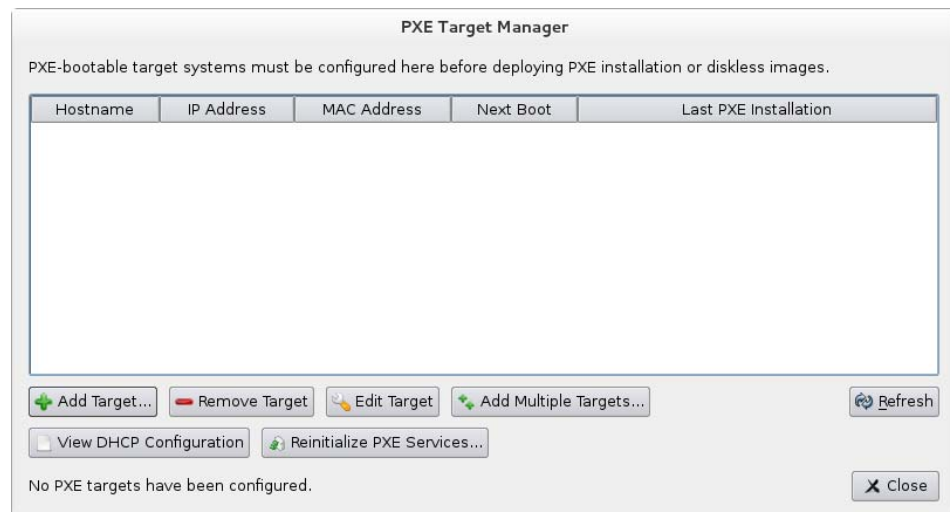 PXE Target Manager
PXE-bootable target systems must be configured here before deploying PXE installation or diskless images.
Hostname IP Address MAC Address Next Boot Last PXE Installation
Add Target... Remove Target Edit Target Add Multiple Targets... Refresh
View DHCP Configuration Reinitialize PXE Services...
No PXE targets have been configured. Close